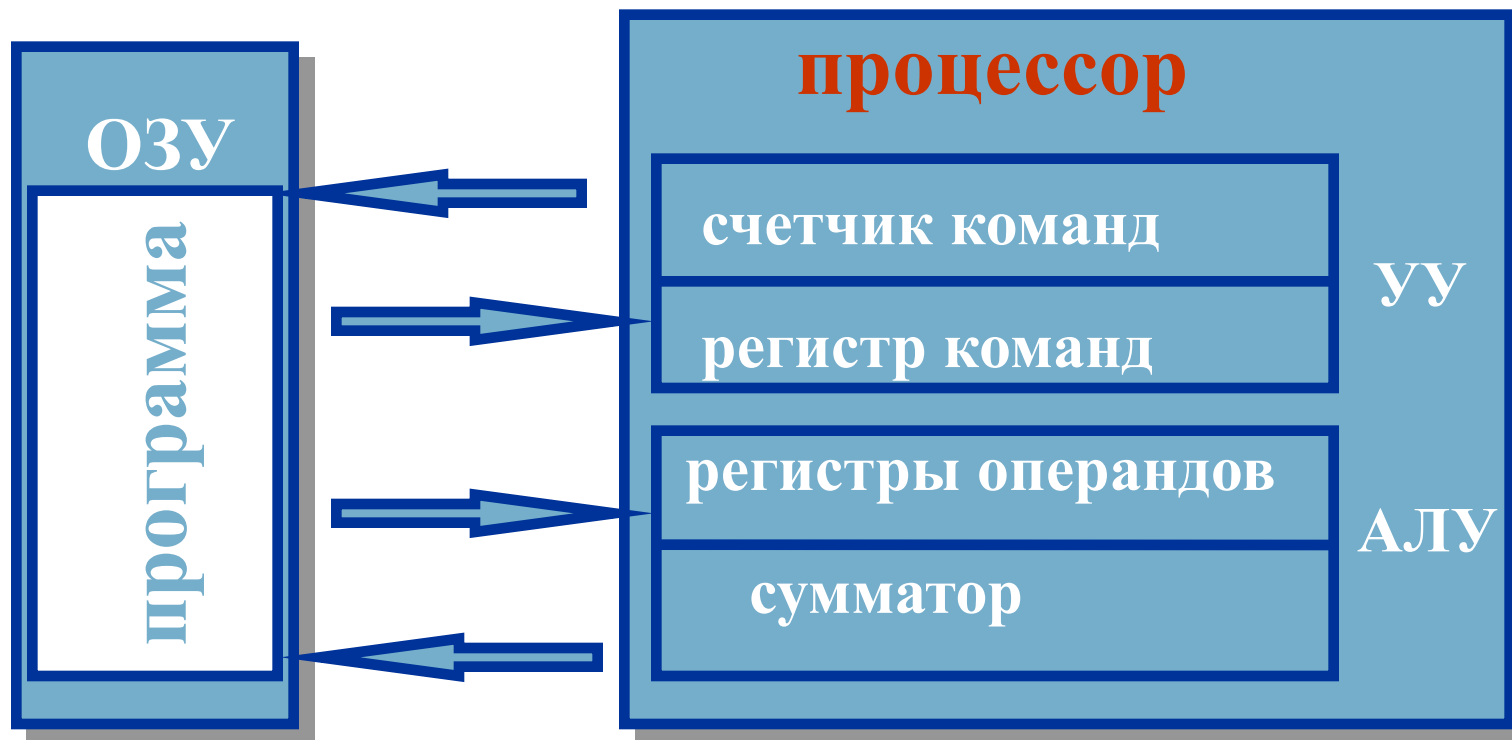 процессор
ОЗУ
программа
счетчик команд
регистр команд
УУ
регистры операндов
сумматор
АЛУ